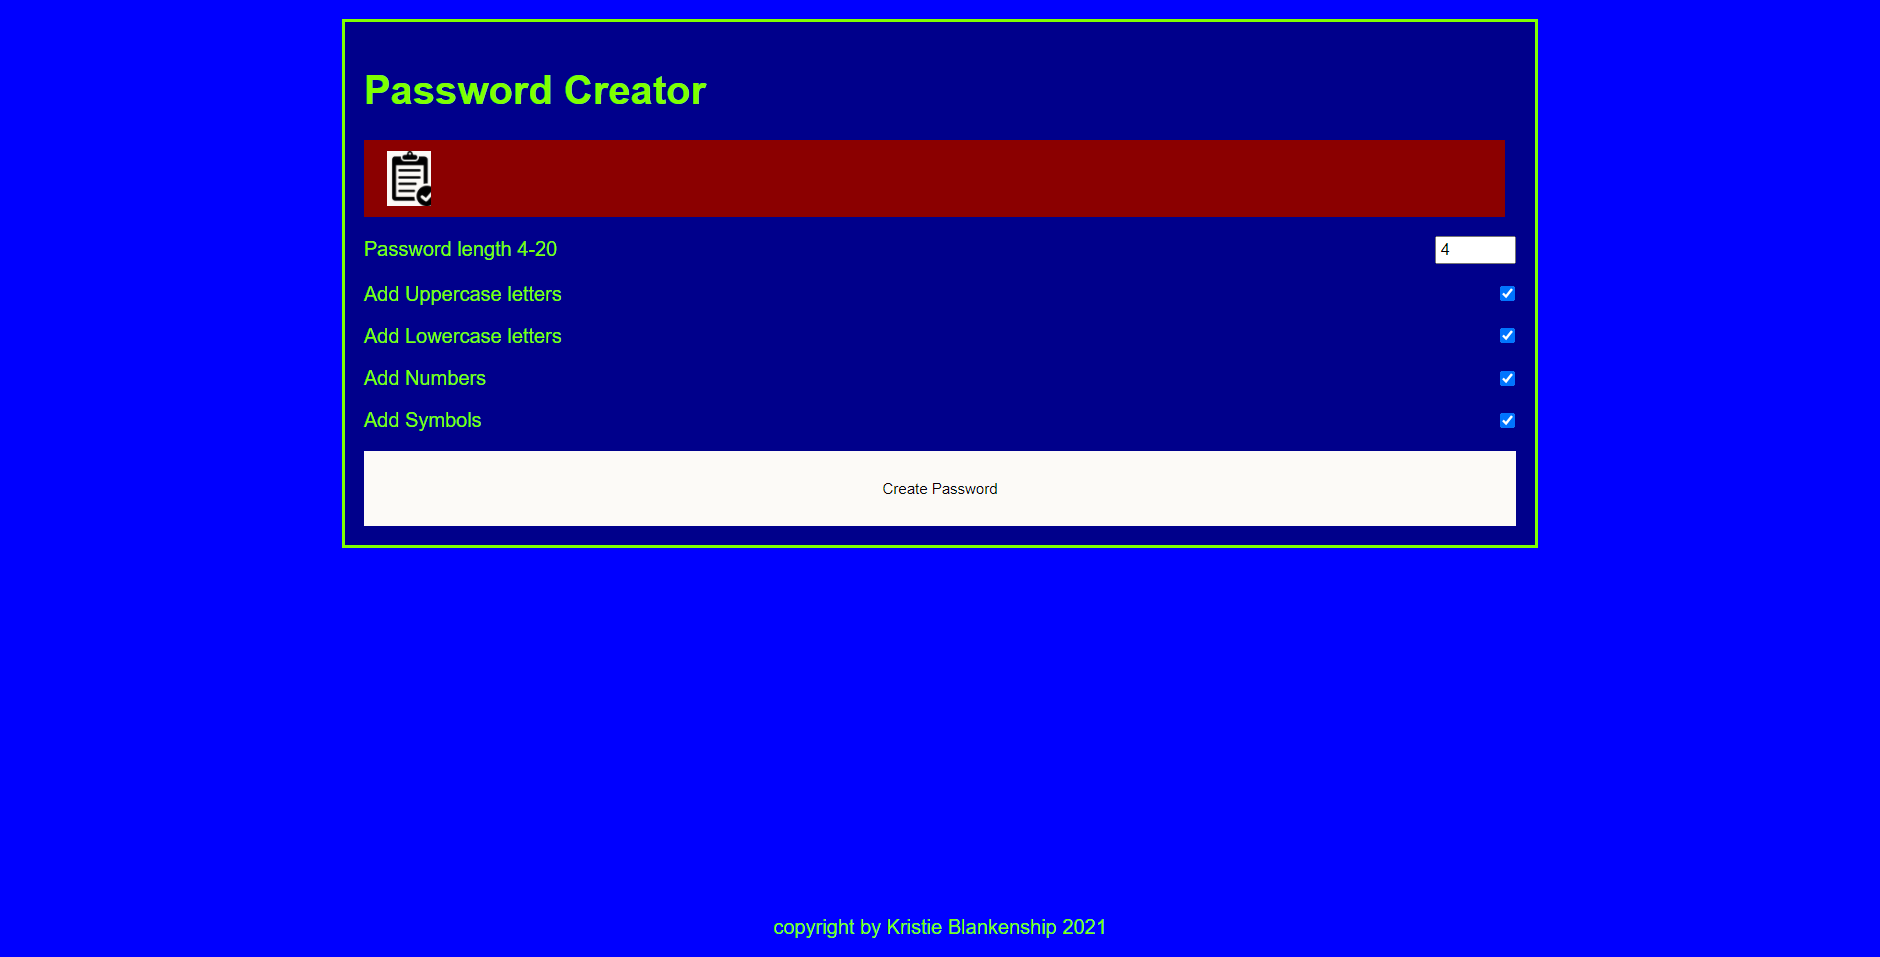 Password Creator
Password length 4-20
4
Add Uppercase letters
Add Lowercase letters
Add Numbers
Add Symbols
Create Password
copyright by Kristie Blankenship 2021